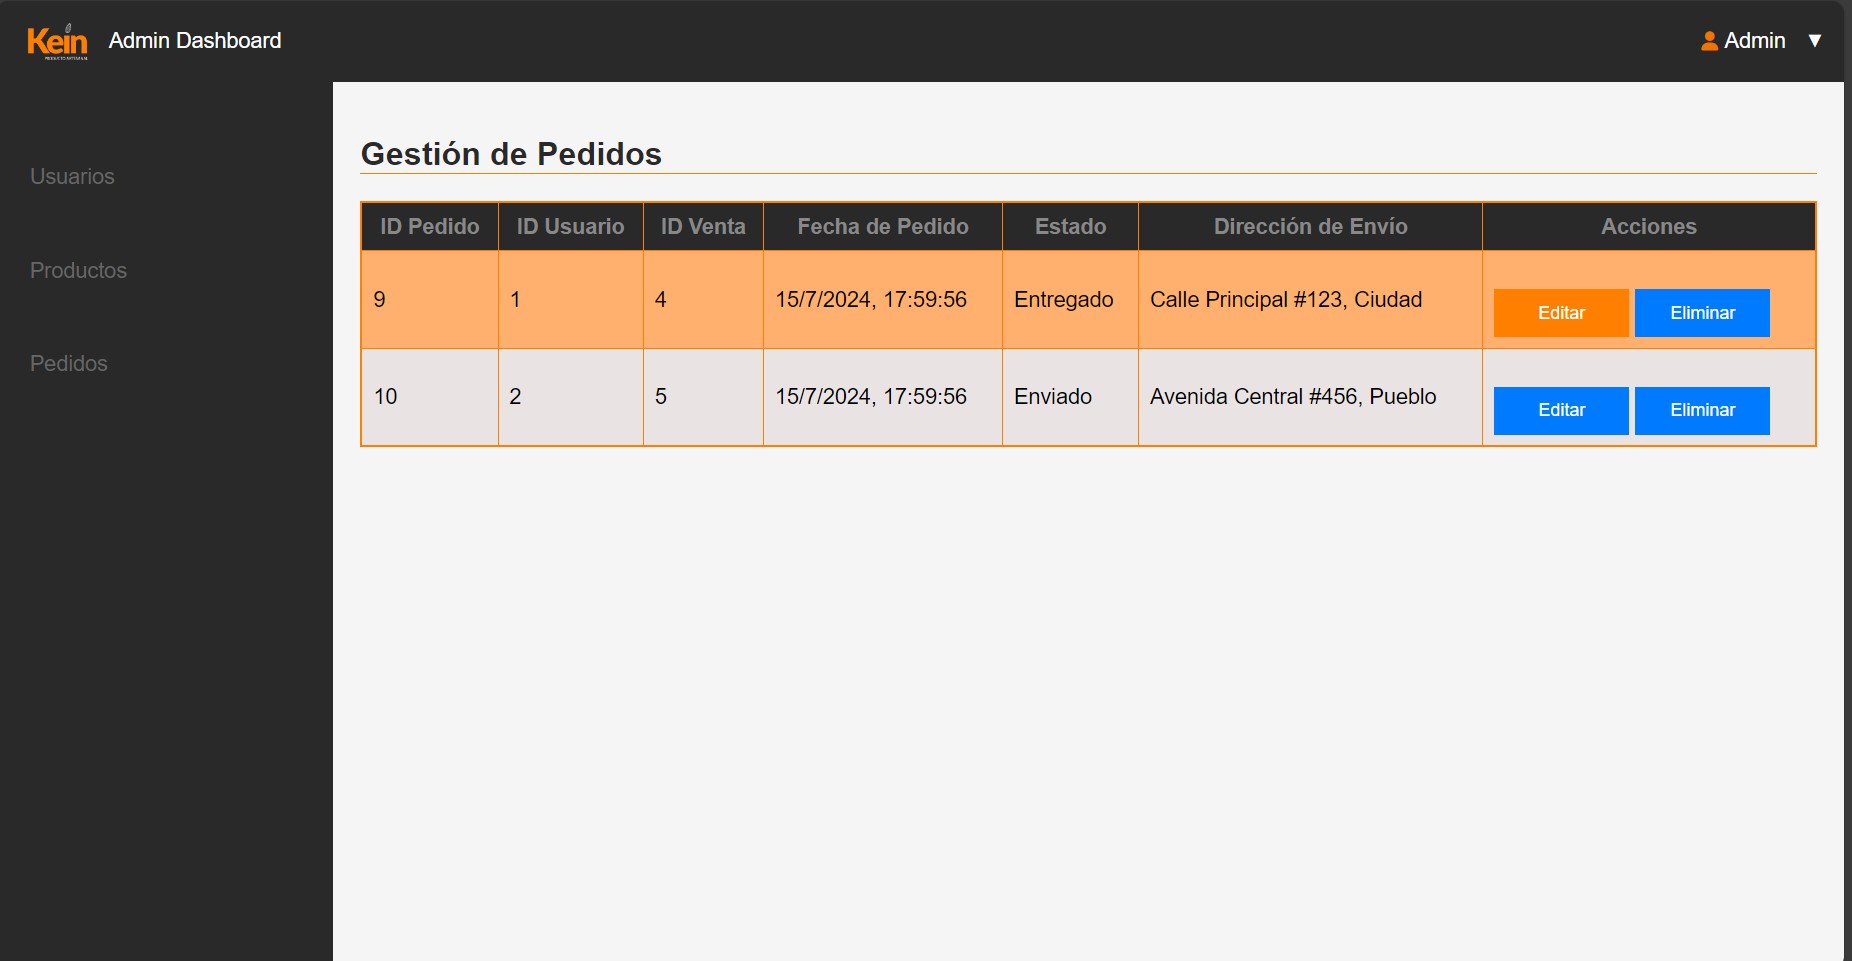 Kein
Admin Dashboard
Admin ▼
Usuarios
Productos
Pedidos
Gestión de Pedidos
ID Pedido ID Usuario ID Venta Fecha de Pedido Estado Dirección de Envío Acciones
9 1 4 15/7/2024, 17:59:56 Entregado Calle Principal #123, Ciudad Editar Eliminar
10 2 5 15/7/2024, 17:59:56 Enviado Avenida Central #456, Pueblo Editar Eliminar